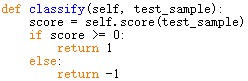 def classify(self, test_sample):
    score = self.score(test_sample)
    if score >= 0:
        return 1
    else:
        return -1